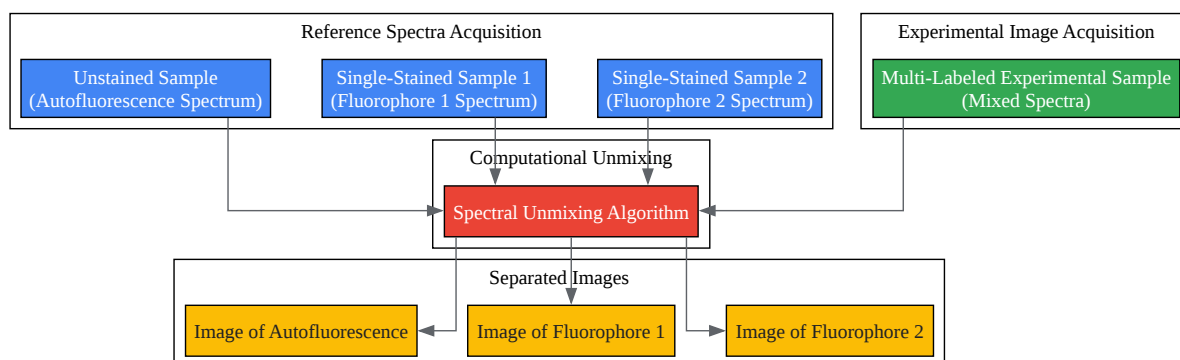 Reference Spectra Acquisition
Experimental Image Acquisition
Unstained Sample
(Autofluorescence Spectrum)
Single-Stained Sample 1
(Fluorophore 1 Spectrum)
Single-Stained Sample 2
(Fluorophore 2 Spectrum)
Multi-Labeled Experimental Sample
(Mixed Spectra)
Computational Unmixing
Spectral Unmixing Algorithm
Separated Images
Image of Autofluorescence
Image of Fluorophore 1
Image of Fluorophore 2